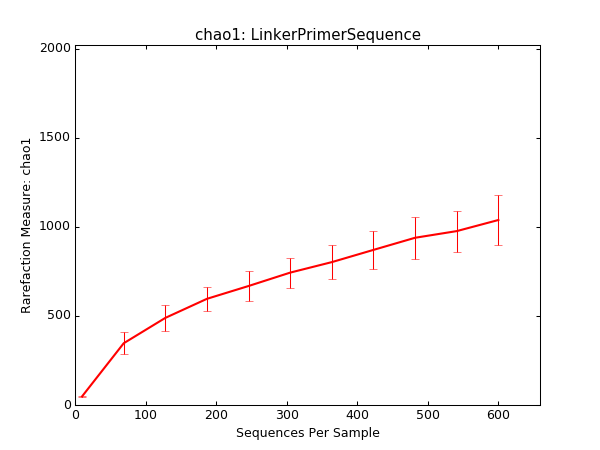 chao1: LinkerPrimerSequence
2000
1500
1000
500
0
Rarefaction Measure: chao1
0 100 200 300 400 500 600
Sequences Per Sample